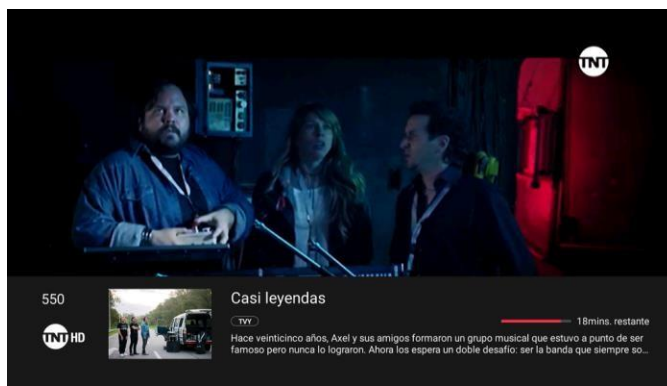 TNT
550
Casi leyendas
TVY
18mins. restante
TNT HD
Hace veinticinco años, Axel y sus amigos formaron un grupo musical que estuvo a punto de ser
famoso pero nunca lo lograron. Ahora los espera un doble desafío: ser la banda que siempre so...